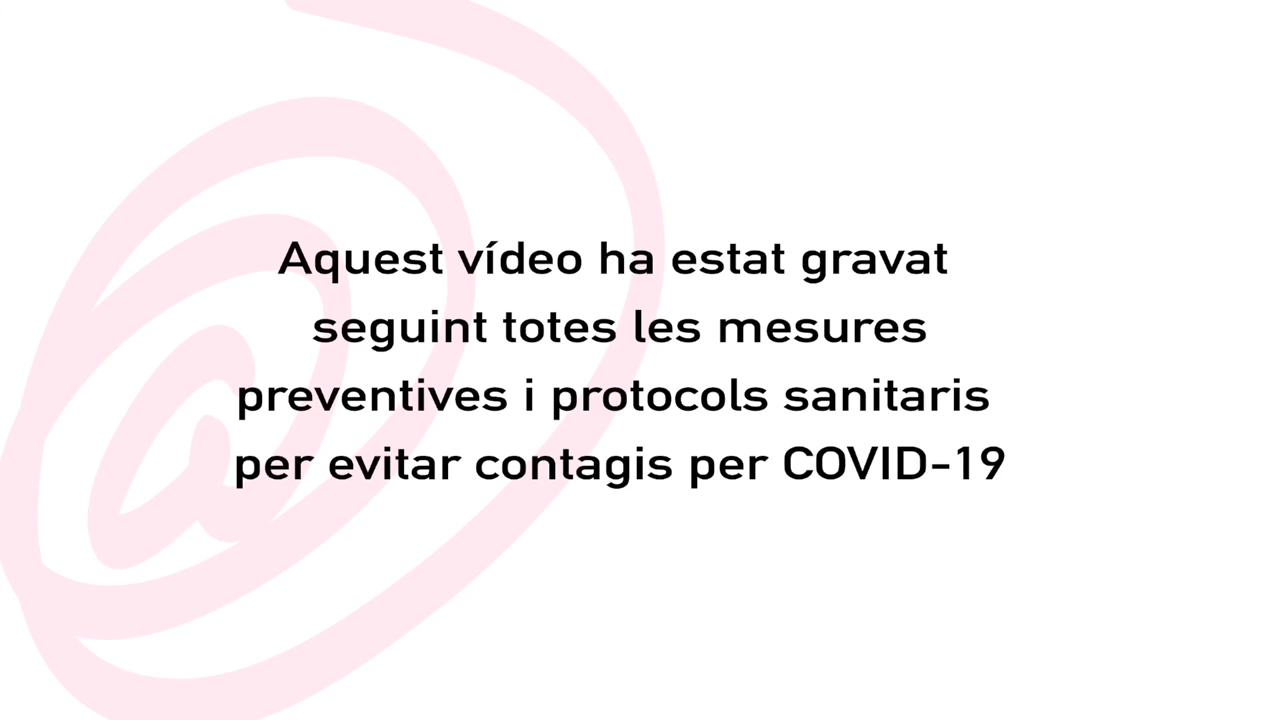 Aquest vídeo ha estat gravat
seguint totes les mesures
preventives i protocols sanitaris
per evitar contagis per COVID-19